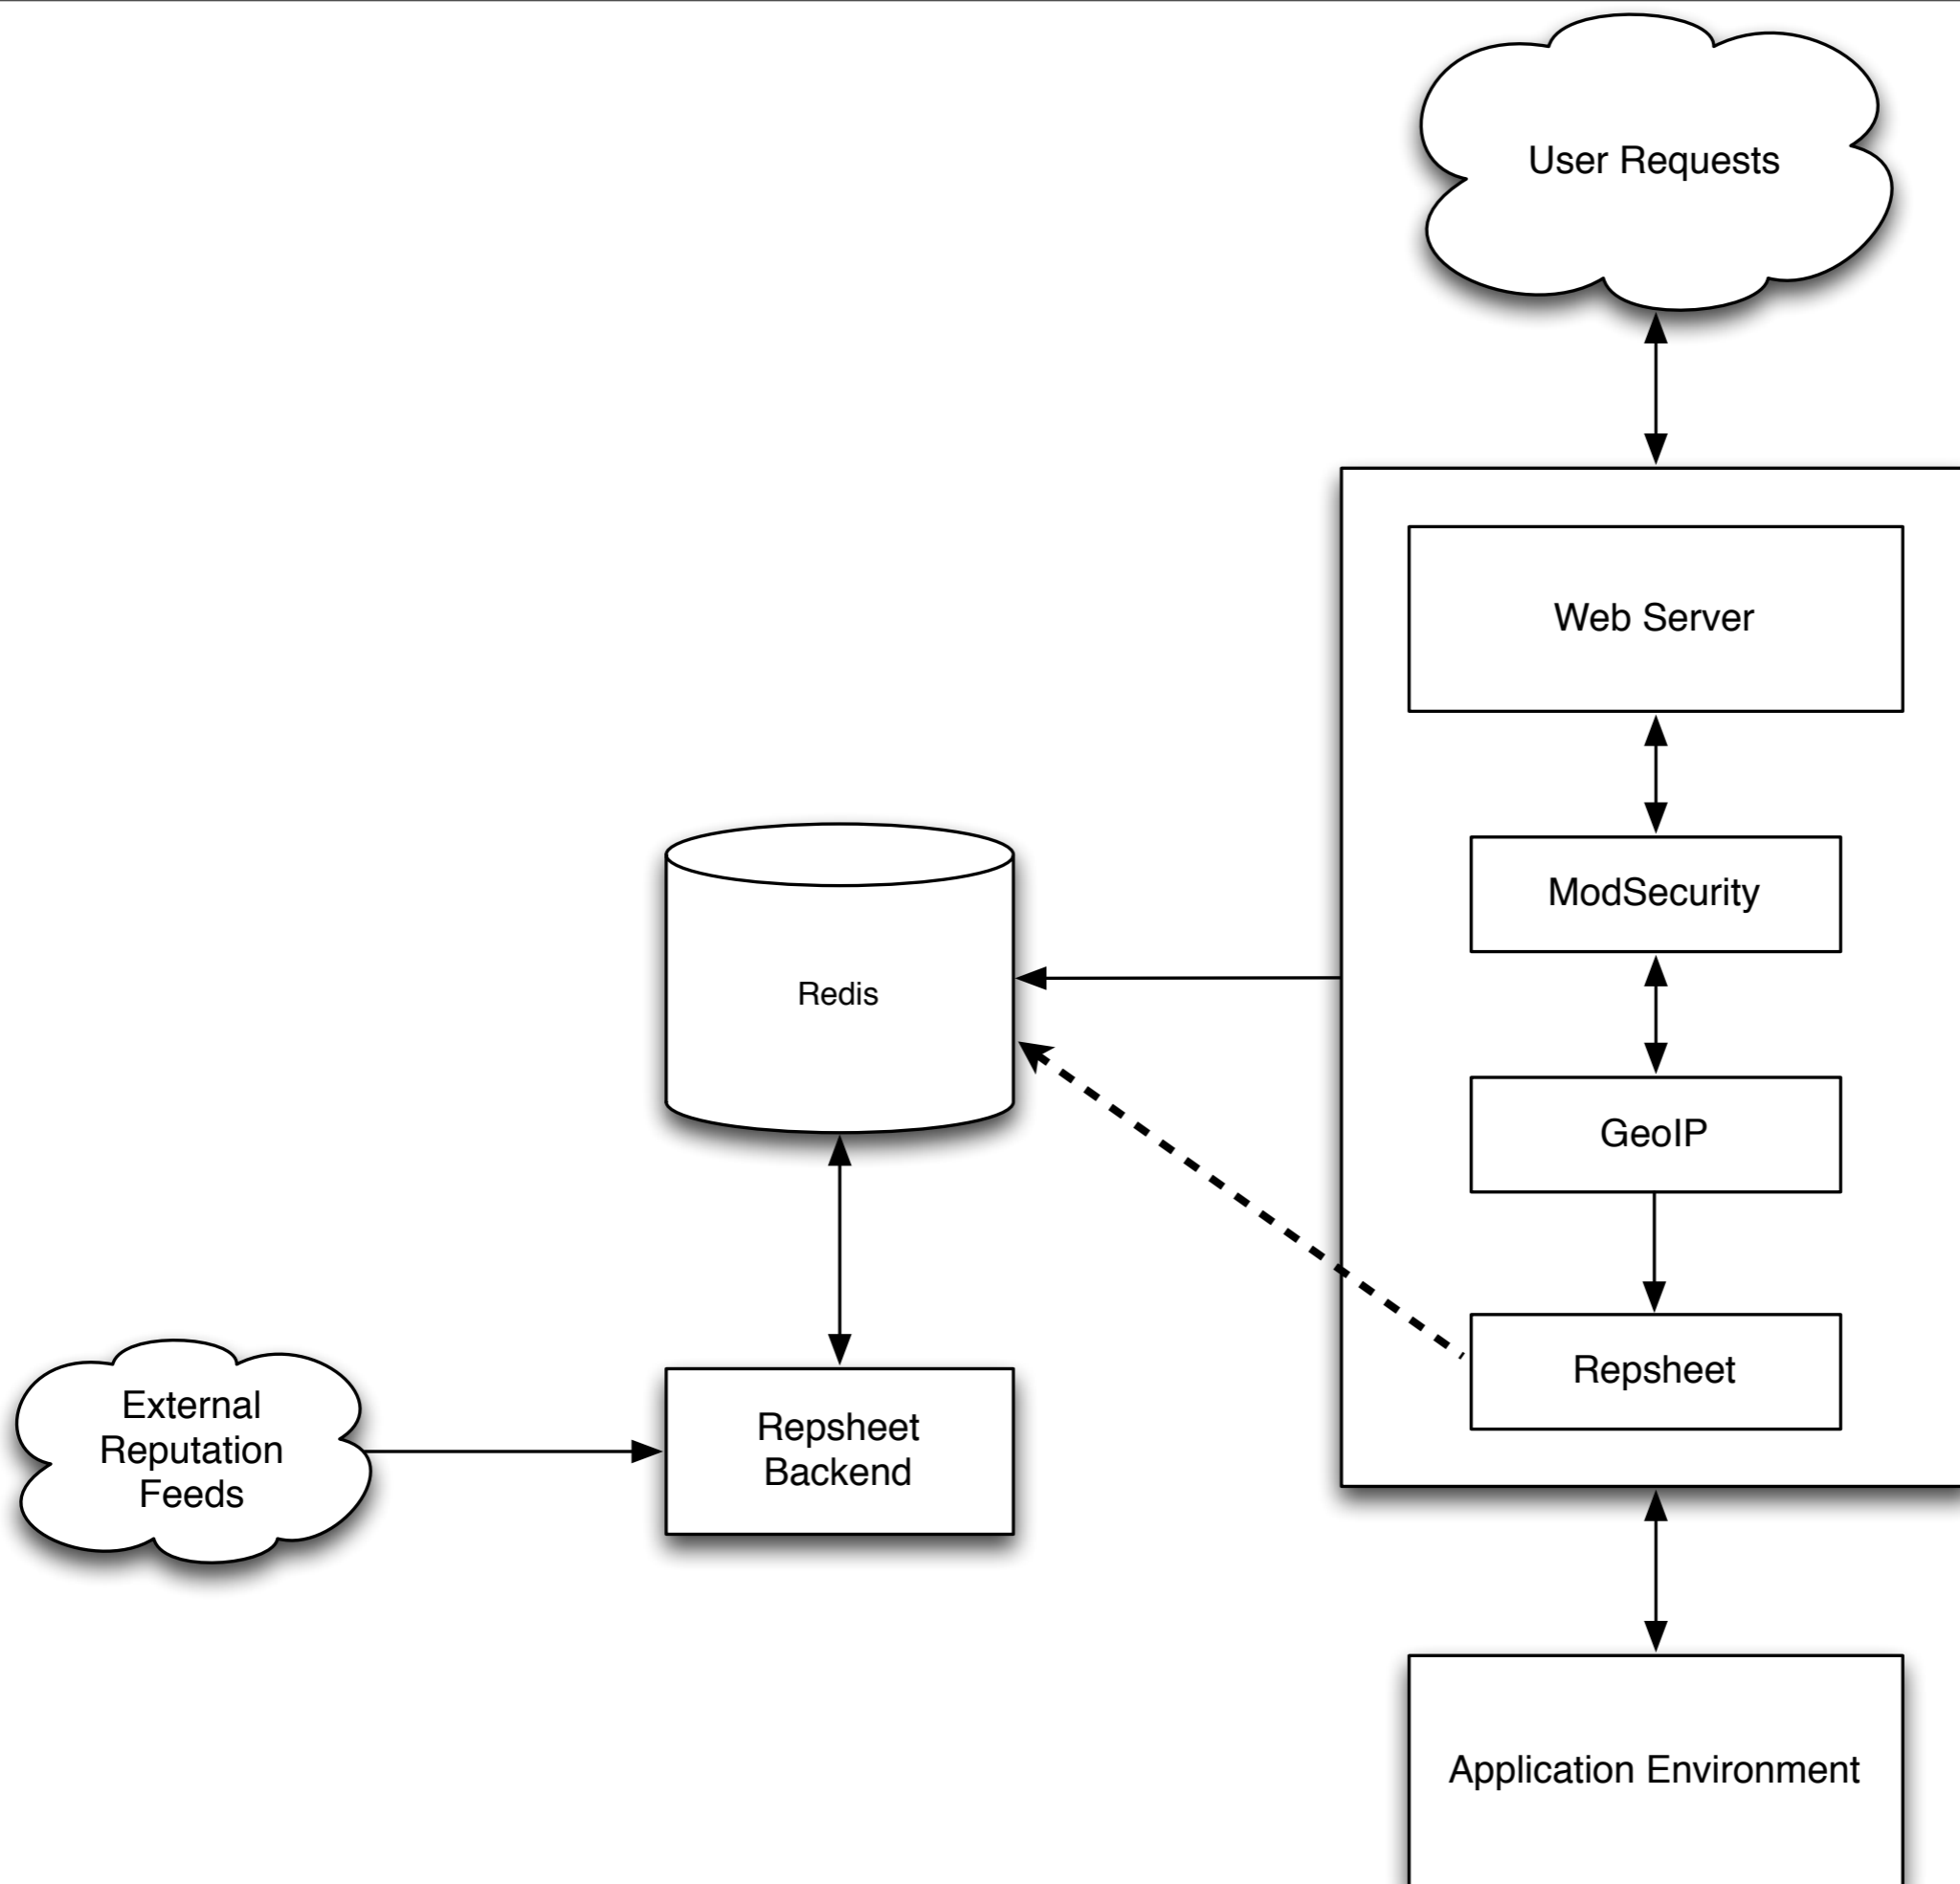 User Requests
Web Server
ModSecurity
Redis
GeoIP
Repsheet
External
Reputation
Feeds
Repsheet
Backend
Application Environment